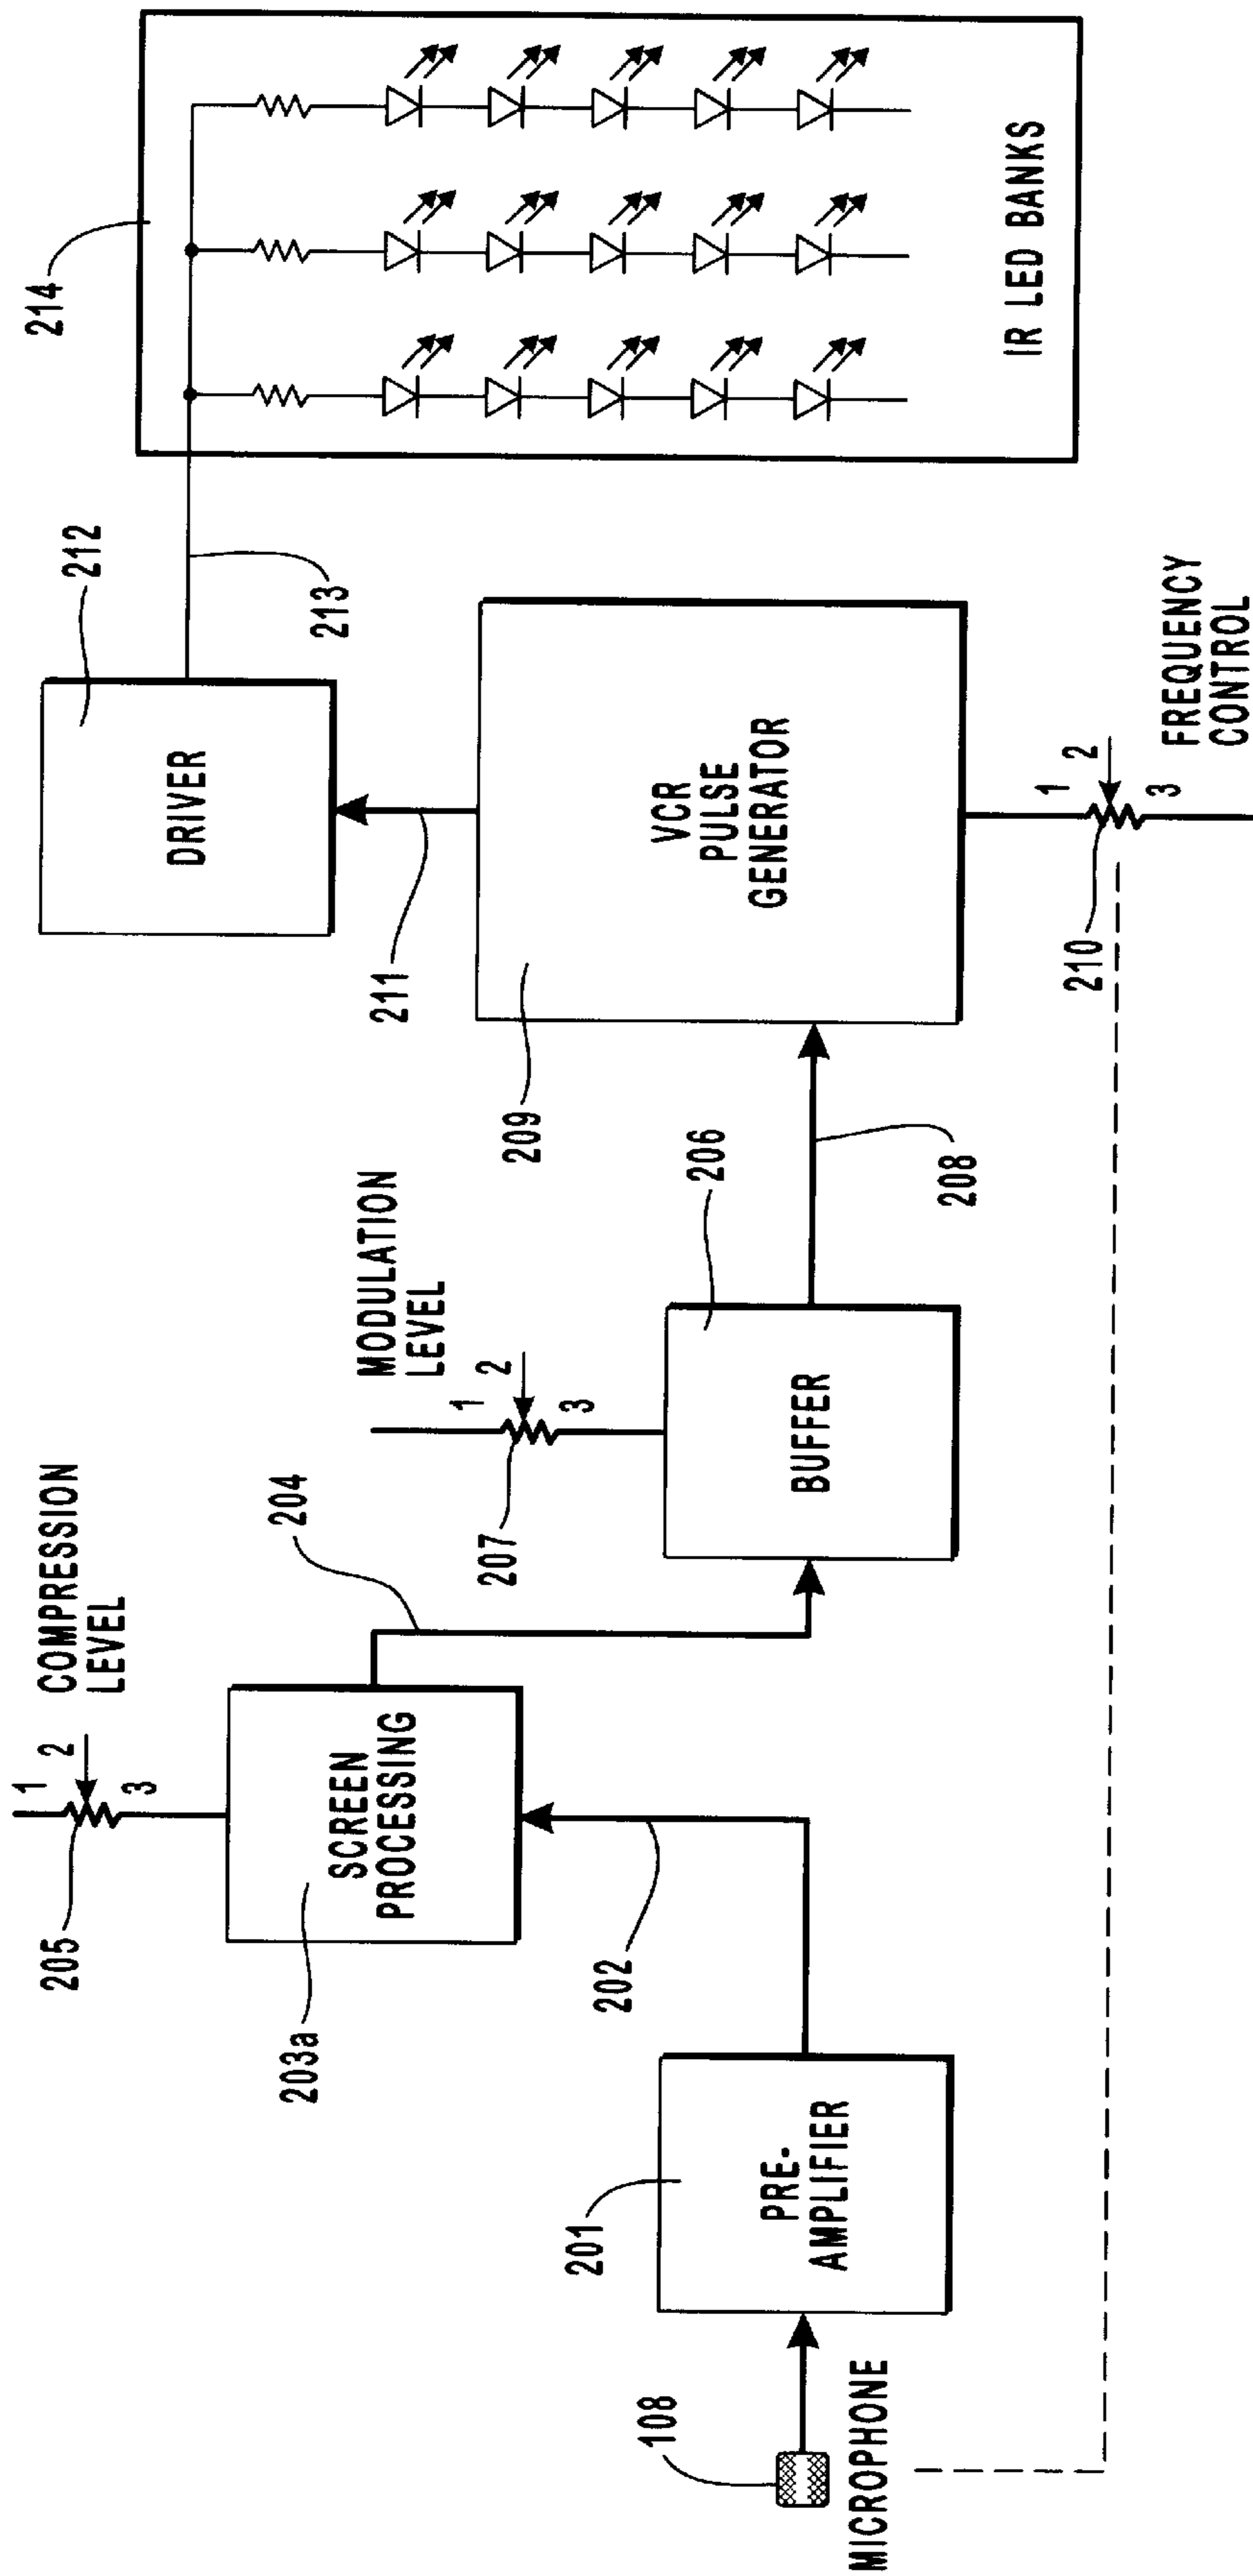 COMPRESSION
LEVEL
1
2
3
205
SCREEN
PROCESSING
203a
204
202
MODULATION
LEVEL
1
2
3
207
BUFFER
206
208
PRE-
AMPLIFIER
201
108
MICROPHONE
VCR
PULSE
GENERATOR
209
211
DRIVER
212
213
1
2
3
210
FREQUENCY
CONTROL
214
IR LED BANKS